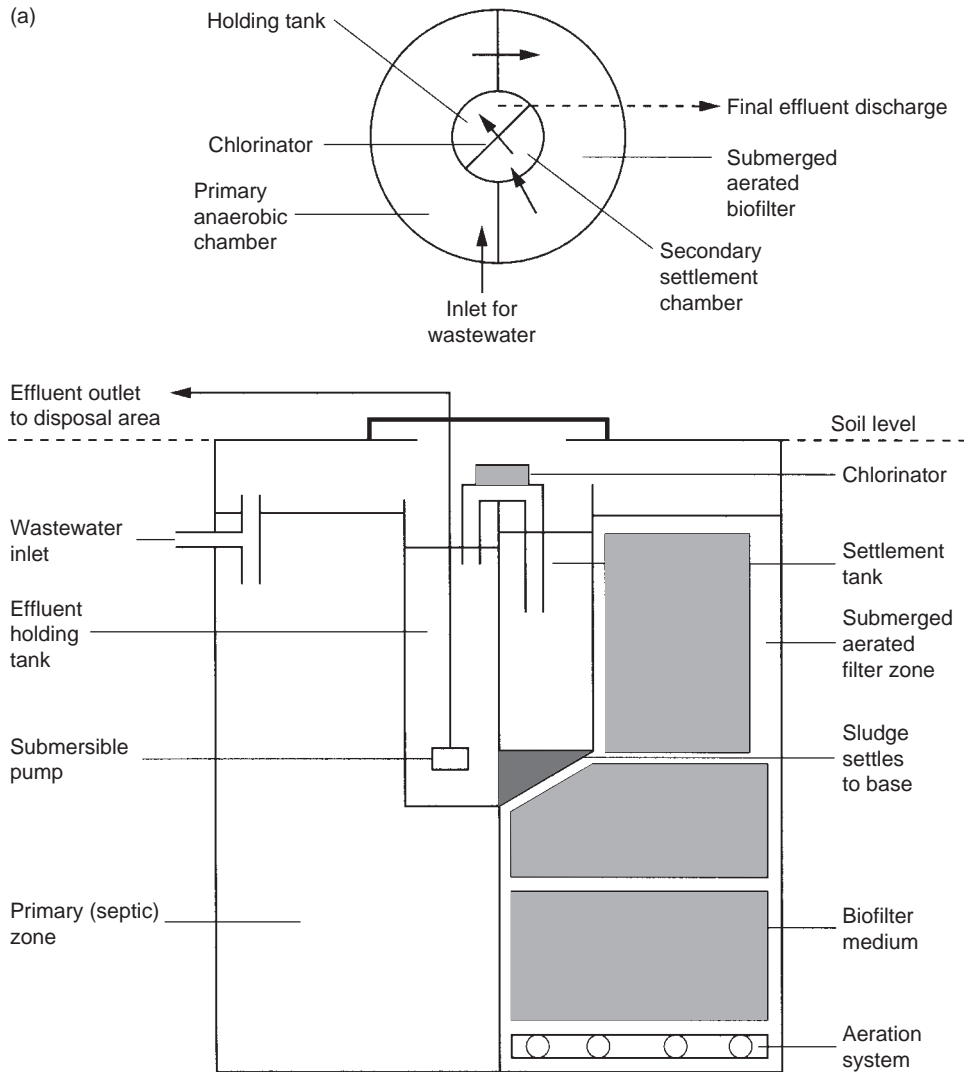 (a)
Holding tank
Chlorinator
Primary
anaerobic
chamber
Inlet for
wastewater
Final effluent discharge
Submerged
aerated
biofilter
Secondary
settlement
chamber
Effluent outlet
to disposal area
Wastewater
inlet
Effluent
holding
tank
Submersible
pump
Primary (septic)
zone
Soil level
Chlorinator
Settlement
tank
Submerged
aerated
filter zone
Sludge
settles
to base
Biofilter
medium
Aeration
system